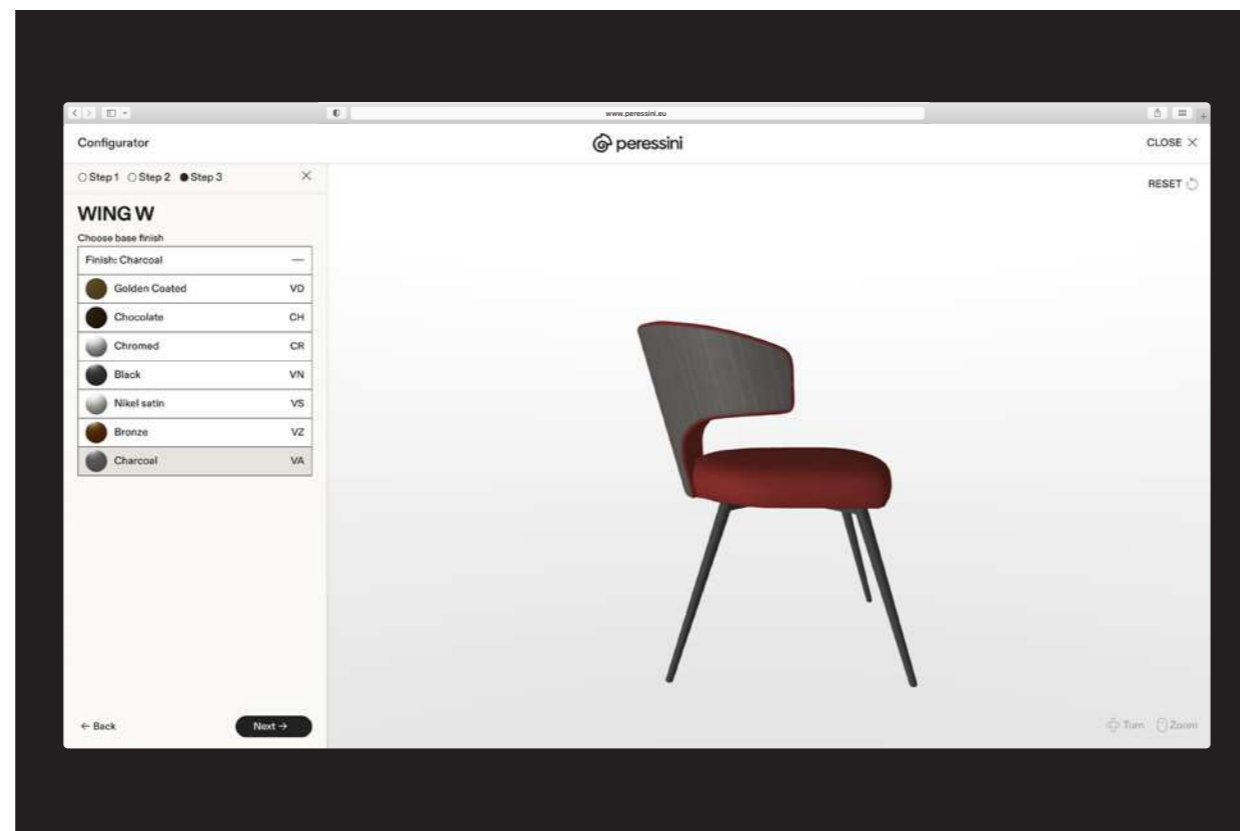 www.peressini.eu
Configurator
peressini
CLOSE
Step 1 Step 2 Step 3
RESET
WING W
Choose base finish
Finish: Charcoal
Golden Coated VD
Chocolate CH
Chromed CR
Black VN
Nikel satin VS
Bronze VZ
Charcoal VA
← Back
Next →
Turn Zoom